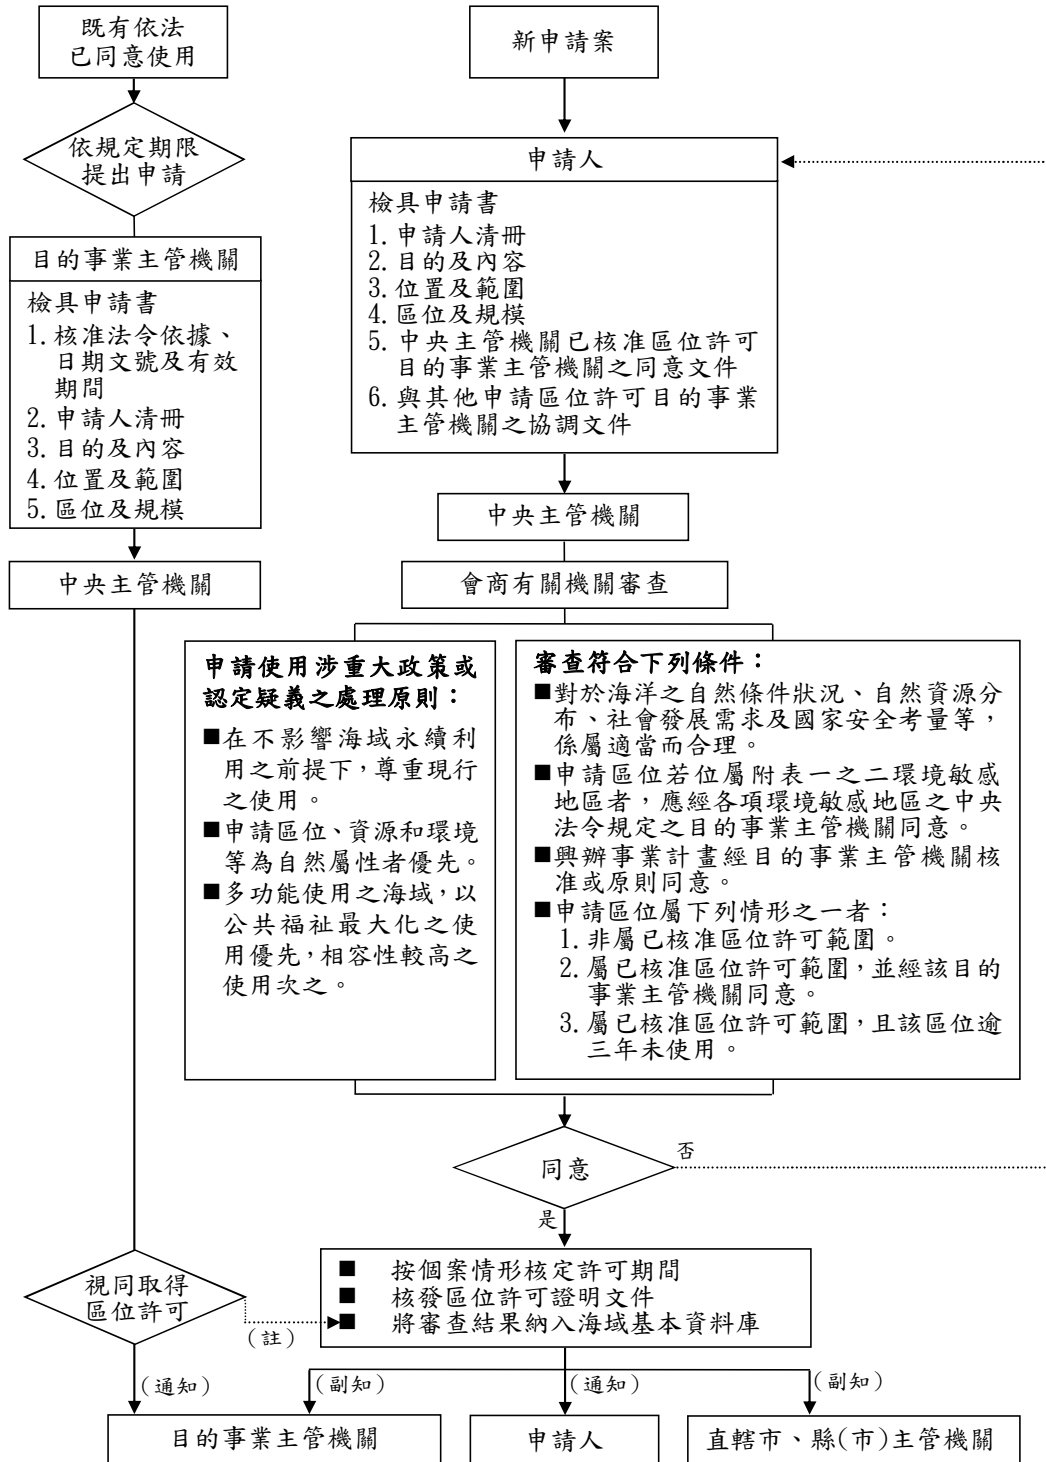 既有依法
已同意使用
依規定期限
提出申請
目的事業主管機關
檢具申請書
1.核准法令依據、
日期文號及有效
期間
2.申請人清冊
3.目的及內容
4.位置及範圍
5.區位及規模
中央主管機關
新申請案
申請人
檢具申請書
1.申請人清冊
2.目的及內容
3.位置及範圍
4.區位及規模
5.中央主管機關已核准區位許可
目的事業主管機關之同意文件
6.與其他申請區位許可目的事業
主管機關之協調文件
中央主管機關
會商有關機關審查
申請使用涉重大政策或
認定疑義之處理原則：
■在不影響海域永續利
用之前提下，尊重現行
之使用。
■申請區位、資源和環境
等為自然屬性者優先。
■多功能使用之海域，以
公共福祉最大化之使
用優先，相容性較高之
使用次之。
審查符合下列條件：
■對於海洋之自然條件狀況、自然資源分
布、社會發展需求及國家安全考量等，
係屬適當而合理。
■申請區位若位屬附表一之二環境敏感
地區者，應經各項環境敏感地區之中央
法令規定之目的事業主管機關同意。
■興辦事業計畫經目的事業主管機關核
准或原則同意。
■申請區位屬下列情形之一者：
1.非屬已核准區位許可範圍。
2.屬已核准區位許可範圍，並經該目的
事業主管機關同意。
3.屬已核准區位許可範圍，且該區位逾
三年未使用。
同意
否
是
視同取得
區位許可
(註)
■ 按個案情形核定許可期間
■ 核發區位許可證明文件
■ 將審查結果納入海域基本資料庫
(通知)
(副知)
(通知)
(副知)
目的事業主管機關
申請人
直轄市、縣(市)主管機關